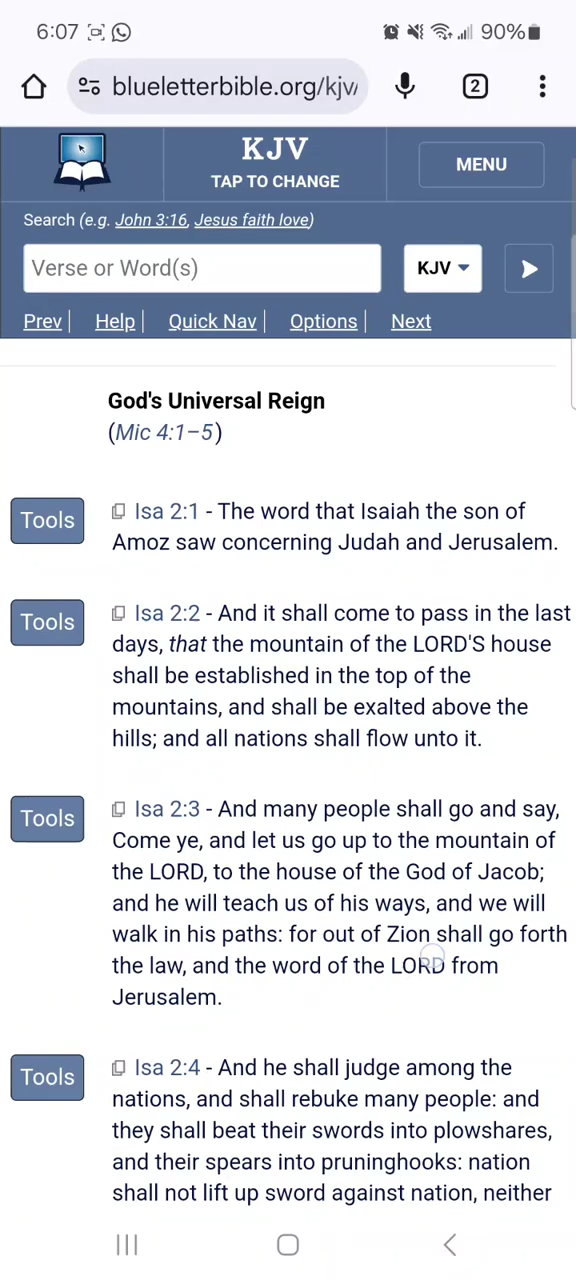 6:07
90%
blueletterbible.org/kjv/
2
KJV
TAP TO CHANGE
MENU
Search (e.g. John 3:16, Jesus faith love)
Verse or Word(s)
KJV
Prev | Help | Quick Nav | Options | Next
God's Universal Reign
(Mic 4:1–5)
Tools
Isa 2:1 - The word that Isaiah the son of
Amoz saw concerning Judah and Jerusalem.
Tools
Isa 2:2 - And it shall come to pass in the last
days, that the mountain of the LORD'S house
shall be established in the top of the
mountains, and shall be exalted above the
hills; and all nations shall flow unto it.
Tools
Isa 2:3 - And many people shall go and say,
Come ye, and let us go up to the mountain of
the LORD, to the house of the God of Jacob;
and he will teach us of his ways, and we will
walk in his paths: for out of Zion shall go forth
the law, and the word of the LORD from
Jerusalem.
Tools
Isa 2:4 - And he shall judge among the
nations, and shall rebuke many people: and
they shall beat their swords into plowshares,
and their spears into pruninghooks: nation
shall not lift up sword against nation, neither